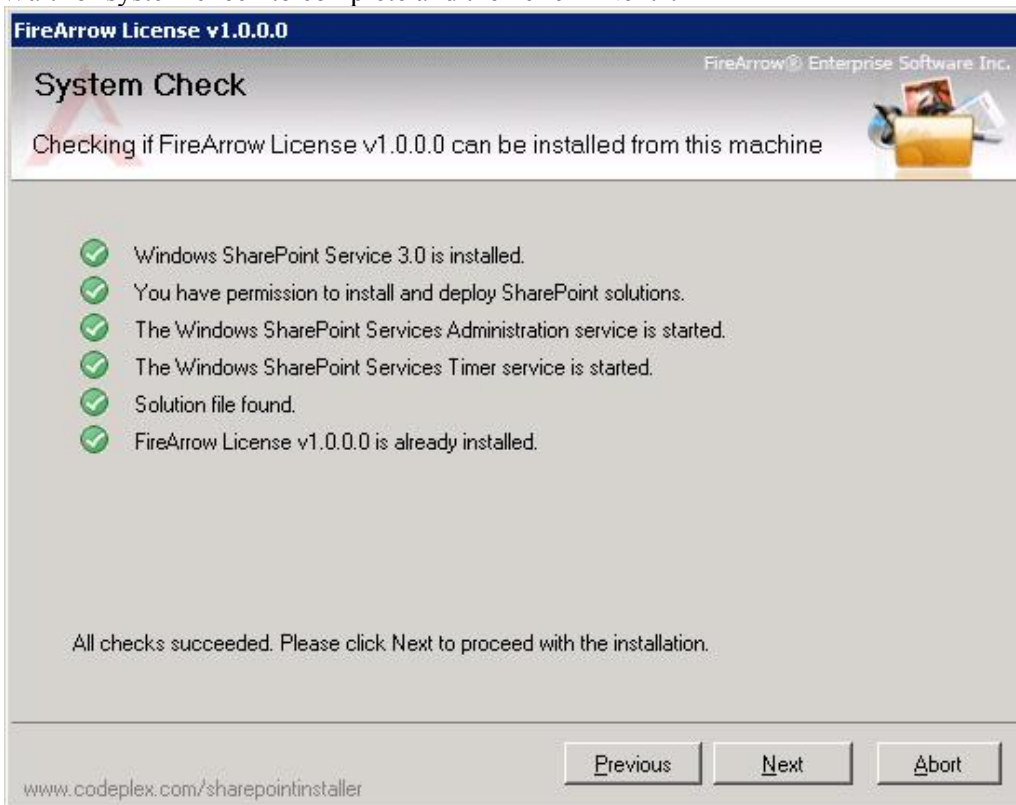 FireArrow License v1.0.0.0
FireArrow® Enterprise Software Inc.
System Check
Checking if FireArrow License v1.0.0.0 can be installed from this machine
Windows SharePoint Service 3.0 is installed.
You have permission to install and deploy SharePoint solutions.
The Windows SharePoint Services Administration service is started.
The Windows SharePoint Services Timer service is started.
Solution file found.
FireArrow License v1.0.0.0 is already installed.
All checks succeeded. Please click Next to proceed with the installation.
Previous Next Abort
www.codeplex.com/sharepointinstaller